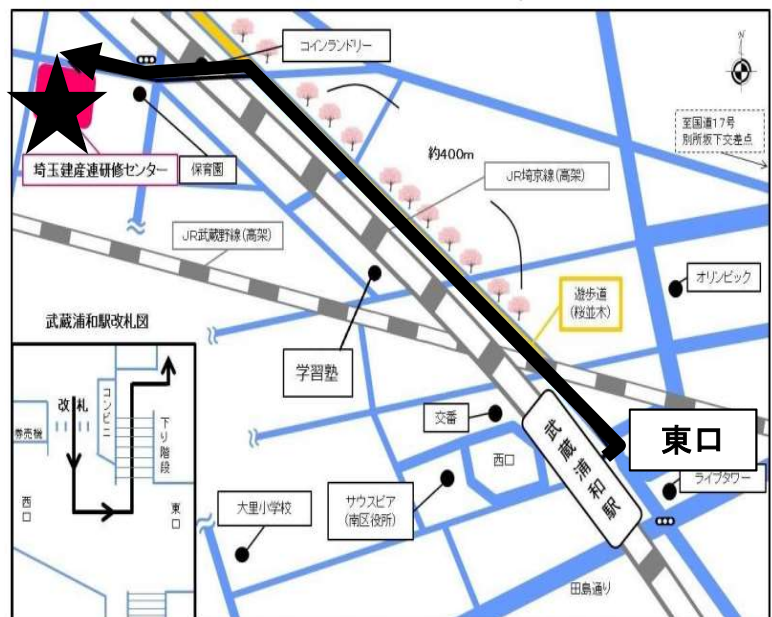 コインランドリー
N
至国道17号
別所坂下交差点
約400m
JR埼京線(高架)
埼玉建産連研修センター
保育園
JR武蔵野線(高架)
オリンピック
遊歩道
(桜並木)
武蔵浦和駅改札図
学習塾
交番
東口
武蔵浦和駅
西口
ライブタワー
サウスピア
(南区役所)
大里小学校
田島通り
改札
コンビニ
券売機
下り階段
西口
東口